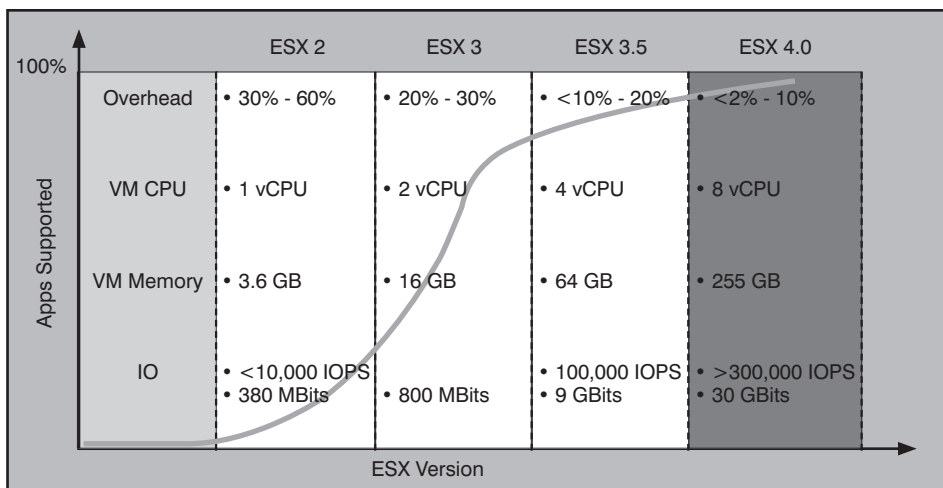 ESX 2 ESX 3 ESX 3.5 ESX 4.0
100%
Overhead • 30% - 60% • 20% - 30% • <10% - 20% • <2% - 10%
VM CPU • 1 vCPU • 2 vCPU • 4 vCPU • 8 vCPU
VM Memory • 3.6 GB • 16 GB • 64 GB • 255 GB
IO • <10,000 IOPS • 100,000 IOPS • >300,000 IOPS
• 380 MBits • 800 MBits • 9 GBits • 30 GBits
Apps Supported
ESX Version